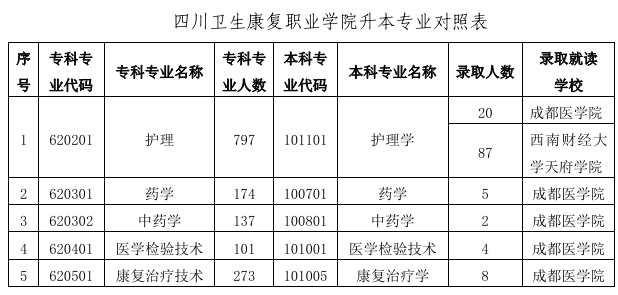 四川卫生康复职业学院升本专业对照表
序号 专科专业代码 专科专业名称 专科专业人数 本科专业代码 本科专业名称 录取人数 录取就读学校
1 620201 护理 797 101101 护理学 20 成都医学院
87 西南财经大学天府学院
2 620301 药学 174 100701 药学 5 成都医学院
3 620302 中药学 137 100801 中药学 2 成都医学院
4 620401 医学检验技术 101 101001 医学检验技术 4 成都医学院
5 620501 康复治疗技术 273 101005 康复治疗学 8 成都医学院